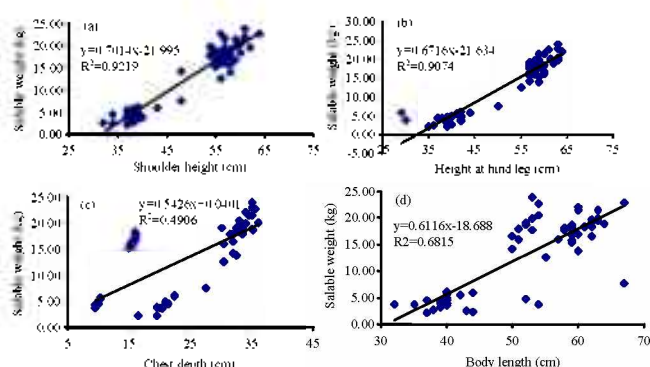 (a)
y=0.7014x-21.995
R²=0.9219
Salable weight (kg)
25.00
20.00
15.00
10.00
5.00
0.00
25 35 45 55 65 75
Shoulder height (cm)
(b)
y=0.6716x-21.634
R²=0.9074
Salable weight (kg)
30.00
25.00
20.00
15.00
10.00
5.00
0.00
-5.00
25 35 45 55 65 75
Height at hind leg (cm)
(c)
R²=0.4906
Salable weight (kg)
25.00
20.00
15.00
10.00
5.00
0.00
5 15 25 35 45
Chest depth (cm)
(d)
y=0.6116x-18.688
R2=0.6815
Salable weight (kg)
25.00
20.00
15.00
10.00
5.00
0.00
30 40 50 60 70
Body length (cm)